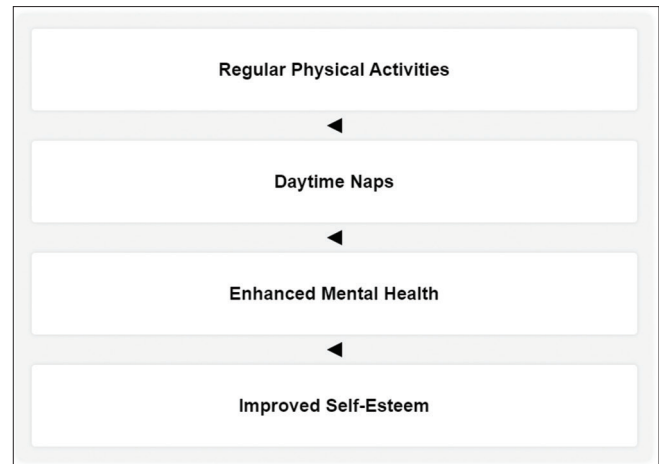 Regular Physical Activities
Daytime Naps
Enhanced Mental Health
Improved Self-Esteem